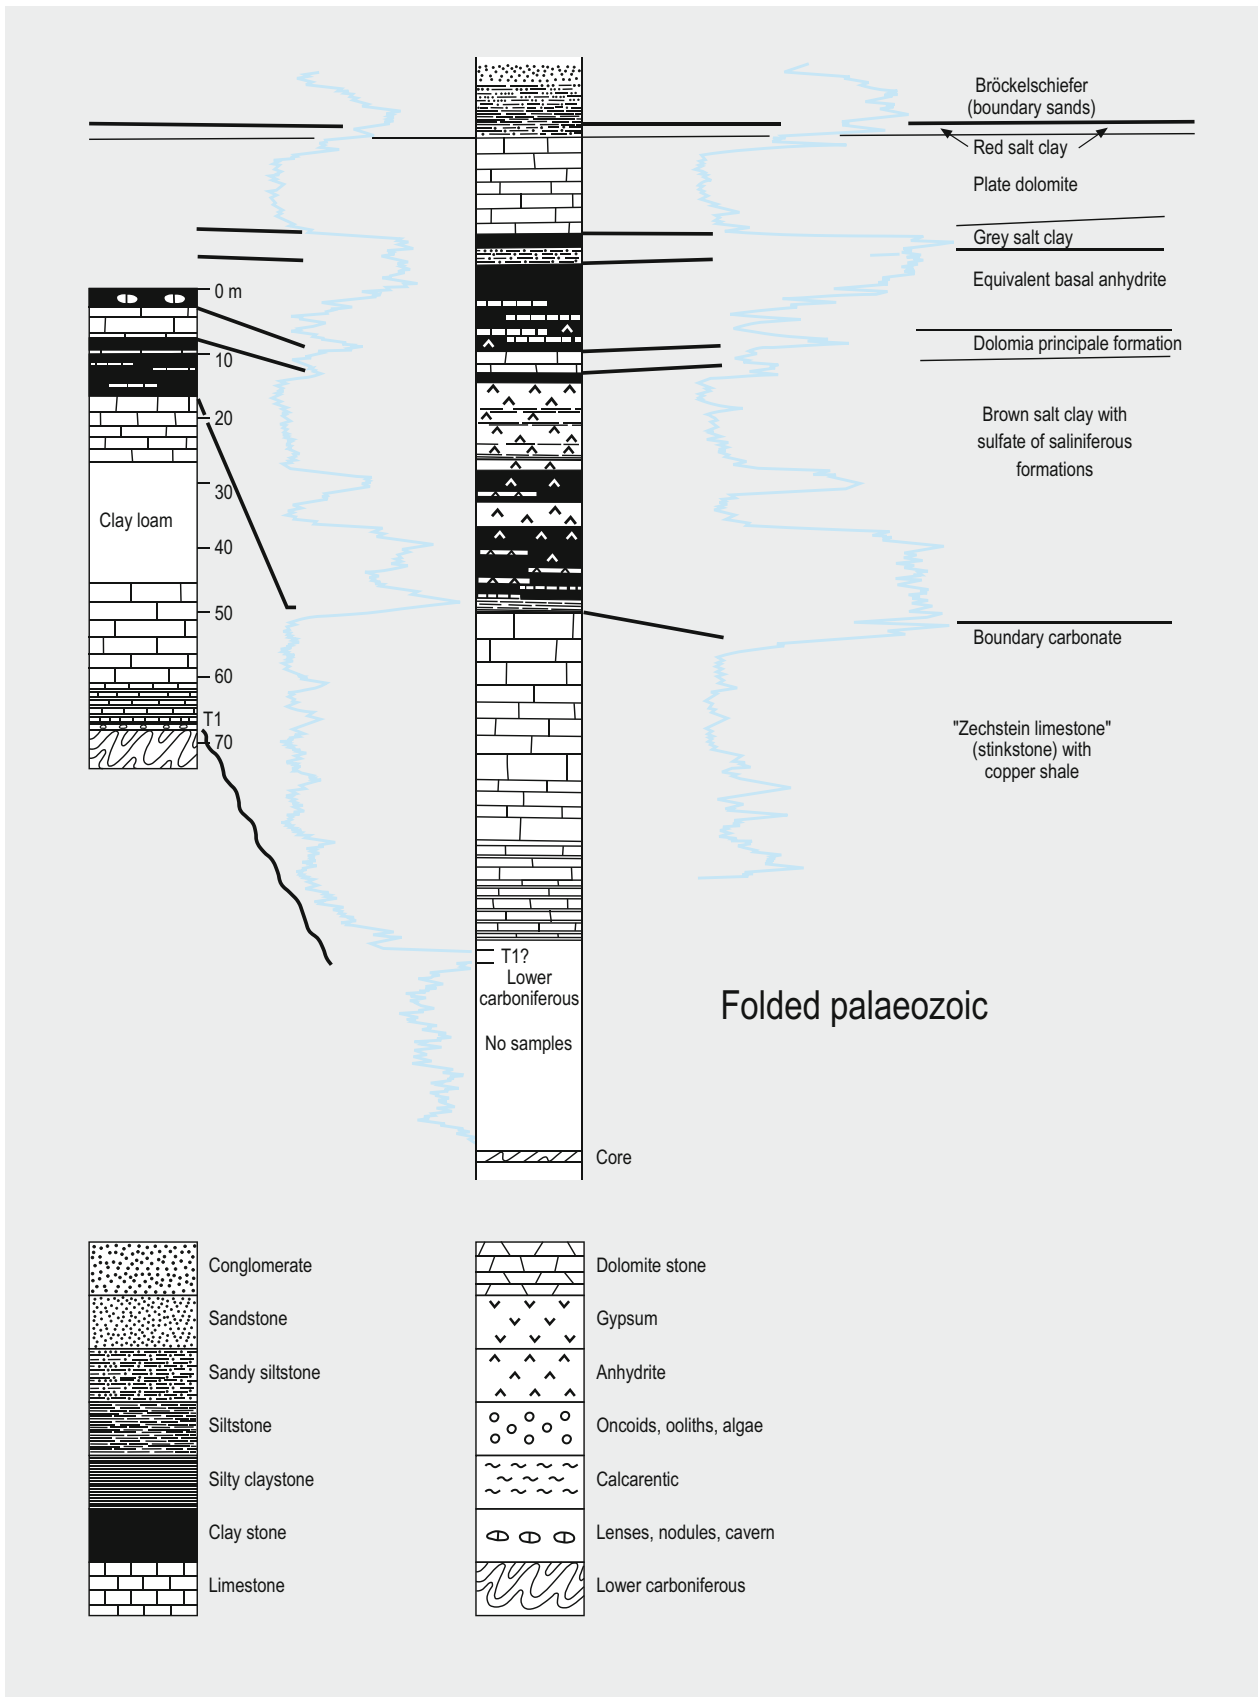 Bröckelschiefer
(boundary sands)
Red salt clay
Plate dolomite
Grey salt clay
Equivalent basal anhydrite
Dolomia principale formation
Brown salt clay with
sulfate of saliniferous
formations
Boundary carbonate
"Zechstein limestone"
(stinkstone) with
copper shale
0 m
10
20
30
40
50
60
T1
70
Clay loam
T1?
Lower
carboniferous
No samples
Core
Folded palaeozoic
Conglomerate
Sandstone
Sandy siltstone
Siltstone
Silty claystone
Clay stone
Limestone
Dolomite stone
Gypsum
Anhydrite
Oncoids, ooliths, algae
Calcarentic
Lenses, nodules, cavern
Lower carboniferous